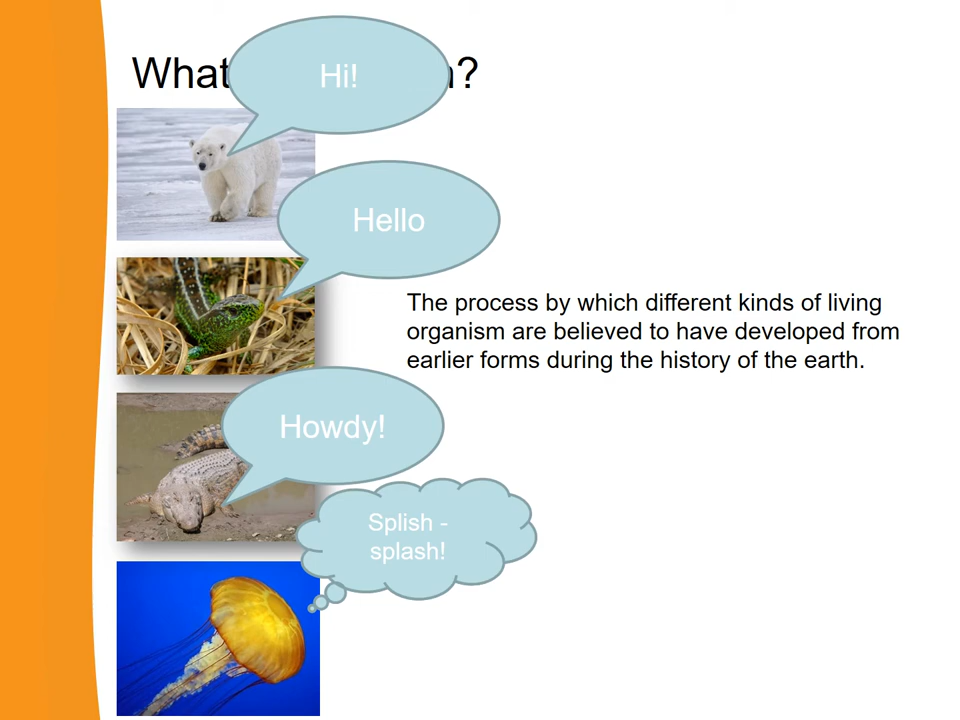 What ?
Hi!
Hello
The process by which different kinds of living
organism are believed to have developed from
earlier forms during the history of the earth.
Howdy!
Splish -
splash!